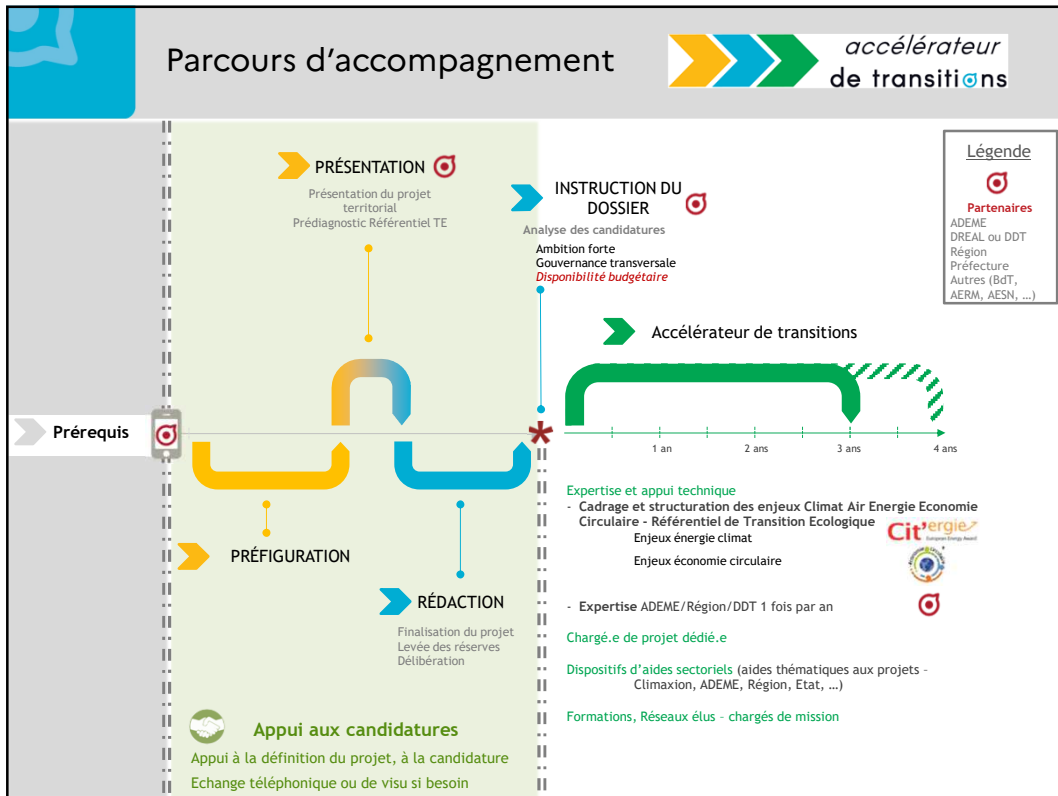 Parcours d'accompagnement
accélérateur
de transitions
Légende
Partenaires
ADEME
DREAL ou DDT
Région
Préfecture
Autres (BdT,
AERM, AESN, …)
PRÉSENTATION
Présentation du projet
territorial
Prédiagnostic Référentiel TE
INSTRUCTION DU
DOSSIER
Analyse des candidatures
Ambition forte
Gouvernance transversale
Disponibilité budgétaire
Accélérateur de transitions
Prérequis
*
1 an
2 ans
3 ans
4 ans
PRÉFIGURATION
RÉDACTION
Finalisation du projet
Levée des réserves
Délibération
Appui aux candidatures
Appui à la définition du projet, à la candidature
Echange téléphonique ou de visu si besoin
Expertise et appui technique
- Cadrage et structuration des enjeux Climat Air Energie Economie
Circulaire - Référentiel de Transition Ecologique
Enjeux énergie climat
Cit'ergie
European Energy Award
Enjeux économie circulaire
- Expertise ADEME/Région/DDT 1 fois par an
Chargé.e de projet dédié.e
Dispositifs d'aides sectoriels (aides thématiques aux projets –
Climaxion, ADEME, Région, Etat, …)
Formations, Réseaux élus – chargés de mission